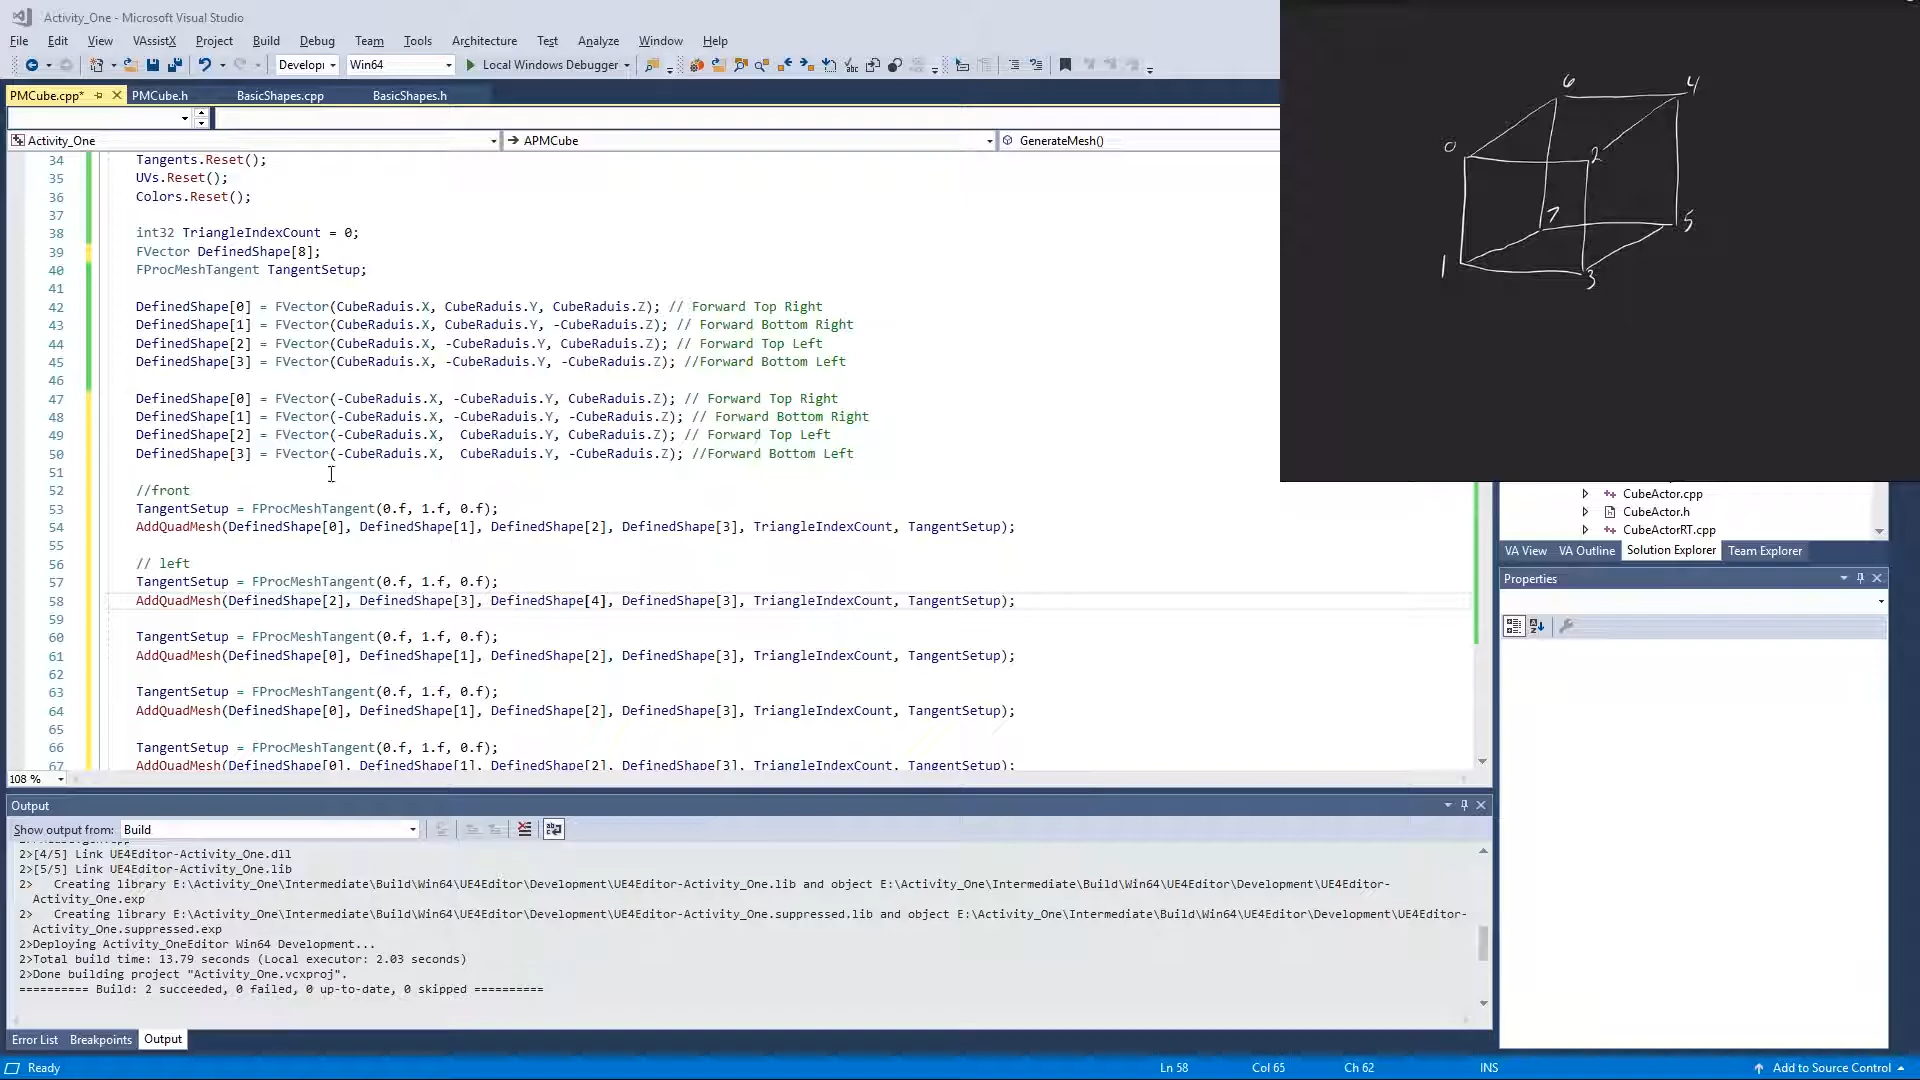 Activity_One - Microsoft Visual Studio
File Edit View VAssistX Project Build Debug Team Tools Architecture Test Analyze Window Help
Develop Win64 Local Windows Debugger
PMCube.cpp* PMCube.h BasicShapes.cpp BasicShapes.h
Activity_One APMCube GenerateMesh()
34 Tangents.Reset();
35 UVs.Reset();
36 Colors.Reset();
37
38 int32 TriangleIndexCount = 0;
39 FVector DefinedShape[8];
40 FProcMeshTangent TangentSetup;
41
42 DefinedShape[0] = FVector(CubeRaduis.X, CubeRaduis.Y, CubeRaduis.Z); // Forward Top Right
43 DefinedShape[1] = FVector(CubeRaduis.X, CubeRaduis.Y, -CubeRaduis.Z); // Forward Bottom Right
44 DefinedShape[2] = FVector(CubeRaduis.X, -CubeRaduis.Y, CubeRaduis.Z); // Forward Top Left
45 DefinedShape[3] = FVector(CubeRaduis.X, -CubeRaduis.Y, -CubeRaduis.Z); //Forward Bottom Left
46
47 DefinedShape[0] = FVector(-CubeRaduis.X, -CubeRaduis.Y, CubeRaduis.Z); // Forward Top Right
48 DefinedShape[1] = FVector(-CubeRaduis.X, -CubeRaduis.Y, -CubeRaduis.Z); // Forward Bottom Right
49 DefinedShape[2] = FVector(-CubeRaduis.X, CubeRaduis.Y, CubeRaduis.Z); // Forward Top Left
50 DefinedShape[3] = FVector(-CubeRaduis.X, CubeRaduis.Y, -CubeRaduis.Z); //Forward Bottom Left
51
52 //front
53 TangentSetup = FProcMeshTangent(0.f, 1.f, 0.f);
54 AddQuadMesh(DefinedShape[0], DefinedShape[1], DefinedShape[2], DefinedShape[3], TriangleIndexCount, TangentSetup);
55
56 // left
57 TangentSetup = FProcMeshTangent(0.f, 1.f, 0.f);
58 AddQuadMesh(DefinedShape[2], DefinedShape[3], DefinedShape[4], DefinedShape[3], TriangleIndexCount, TangentSetup);
59
60 TangentSetup = FProcMeshTangent(0.f, 1.f, 0.f);
61 AddQuadMesh(DefinedShape[0], DefinedShape[1], DefinedShape[2], DefinedShape[3], TriangleIndexCount, TangentSetup);
62
63 TangentSetup = FProcMeshTangent(0.f, 1.f, 0.f);
64 AddQuadMesh(DefinedShape[0], DefinedShape[1], DefinedShape[2], DefinedShape[3], TriangleIndexCount, TangentSetup);
65
66 TangentSetup = FProcMeshTangent(0.f, 1.f, 0.f);
67 AddQuadMesh(DefinedShape[0], DefinedShape[1], DefinedShape[2], DefinedShape[3], TriangleIndexCount, TangentSetup);
108 %
6 4
0 2
7 5
1 3
CubeActor.cpp
CubeActor.h
CubeActorRT.cpp
VA View VA Outline Solution Explorer Team Explorer
Properties
Output
Show output from: Build
2>[4/5] Link UE4Editor-Activity_One.dll
2>[5/5] Link UE4Editor-Activity_One.lib
2> Creating library E:\Activity_One\Intermediate\Build\Win64\UE4Editor\Development\UE4Editor-Activity_One.lib and object E:\Activity_One\Intermediate\Build\Win64\UE4Editor\Development\UE4Editor-
Activity_One.exp
2> Creating library E:\Activity_One\Intermediate\Build\Win64\UE4Editor\Development\UE4Editor-Activity_One.suppressed.lib and object E:\Activity_One\Intermediate\Build\Win64\UE4Editor\Development\UE4Editor-
Activity_One.suppressed.exp
2>Deploying Activity_OneEditor Win64 Development...
2>Total build time: 13.79 seconds (Local executor: 2.03 seconds)
2>Done building project "Activity_One.vcxproj".
========== Build: 2 succeeded, 0 failed, 0 up-to-date, 0 skipped ==========
Error List Breakpoints Output
Ready Ln 58 Col 65 Ch 62 INS Add to Source Control